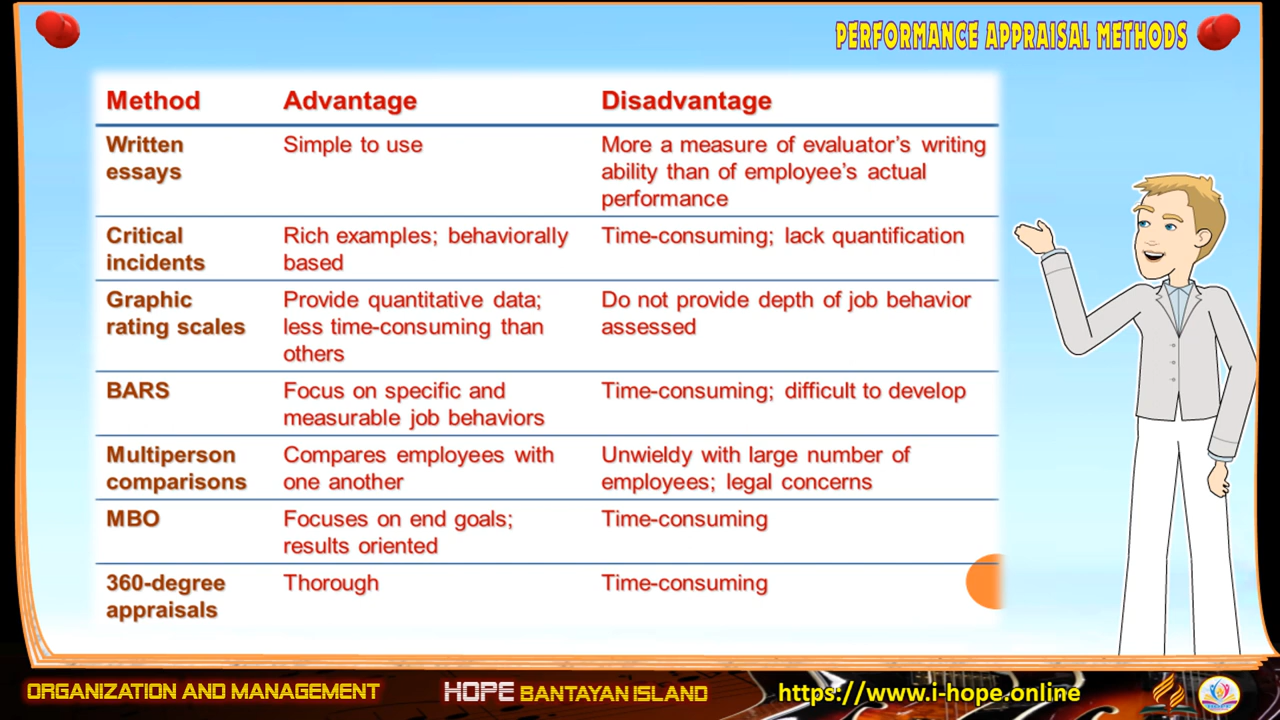 PERFORMANCE APPRAISAL METHODS
Method Advantage Disadvantage
Written essays
Simple to use
More a measure of evaluator's writing
ability than of employee's actual
performance
Critical
incidents
Rich examples; behaviorally
based
Time-consuming; lack quantification
Graphic
rating scales
Provide quantitative data;
less time-consuming than
others
Do not provide depth of job behavior
assessed
BARS
Focus on specific and
measurable job behaviors
Time-consuming; difficult to develop
Multiperson
comparisons
Compares employees with
one another
Unwieldy with large number of
employees; legal concerns
MBO
Focuses on end goals;
results oriented
Time-consuming
360-degree
appraisals
Thorough
Time-consuming
ORGANIZATION AND MANAGEMENT
HOPE BANTAYAN ISLAND
https://www.i-hope.online